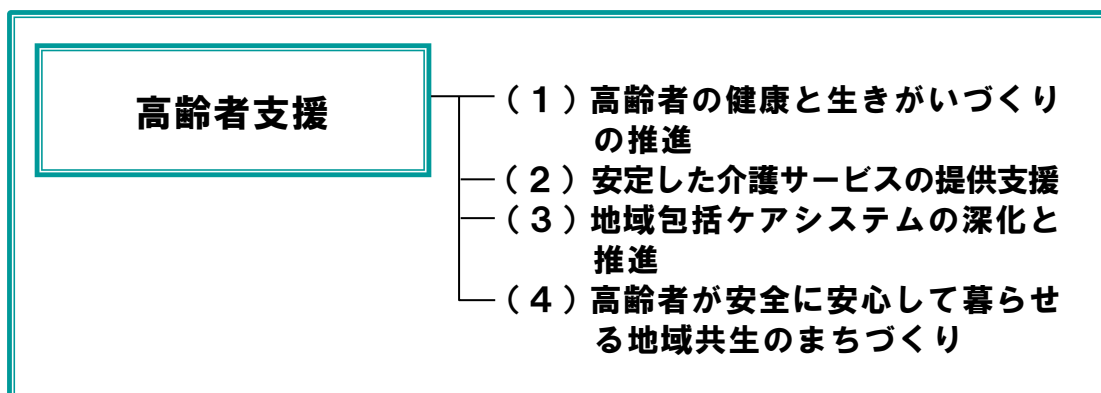 高齢者支援
（１）高齢者の健康と生きがいづくり
の推進
（２）安定した介護サービスの提供支援
（３）地域包括ケアシステムの深化と
推進
（４）高齢者が安全に安心して暮らせ
る地域共生のまちづくり